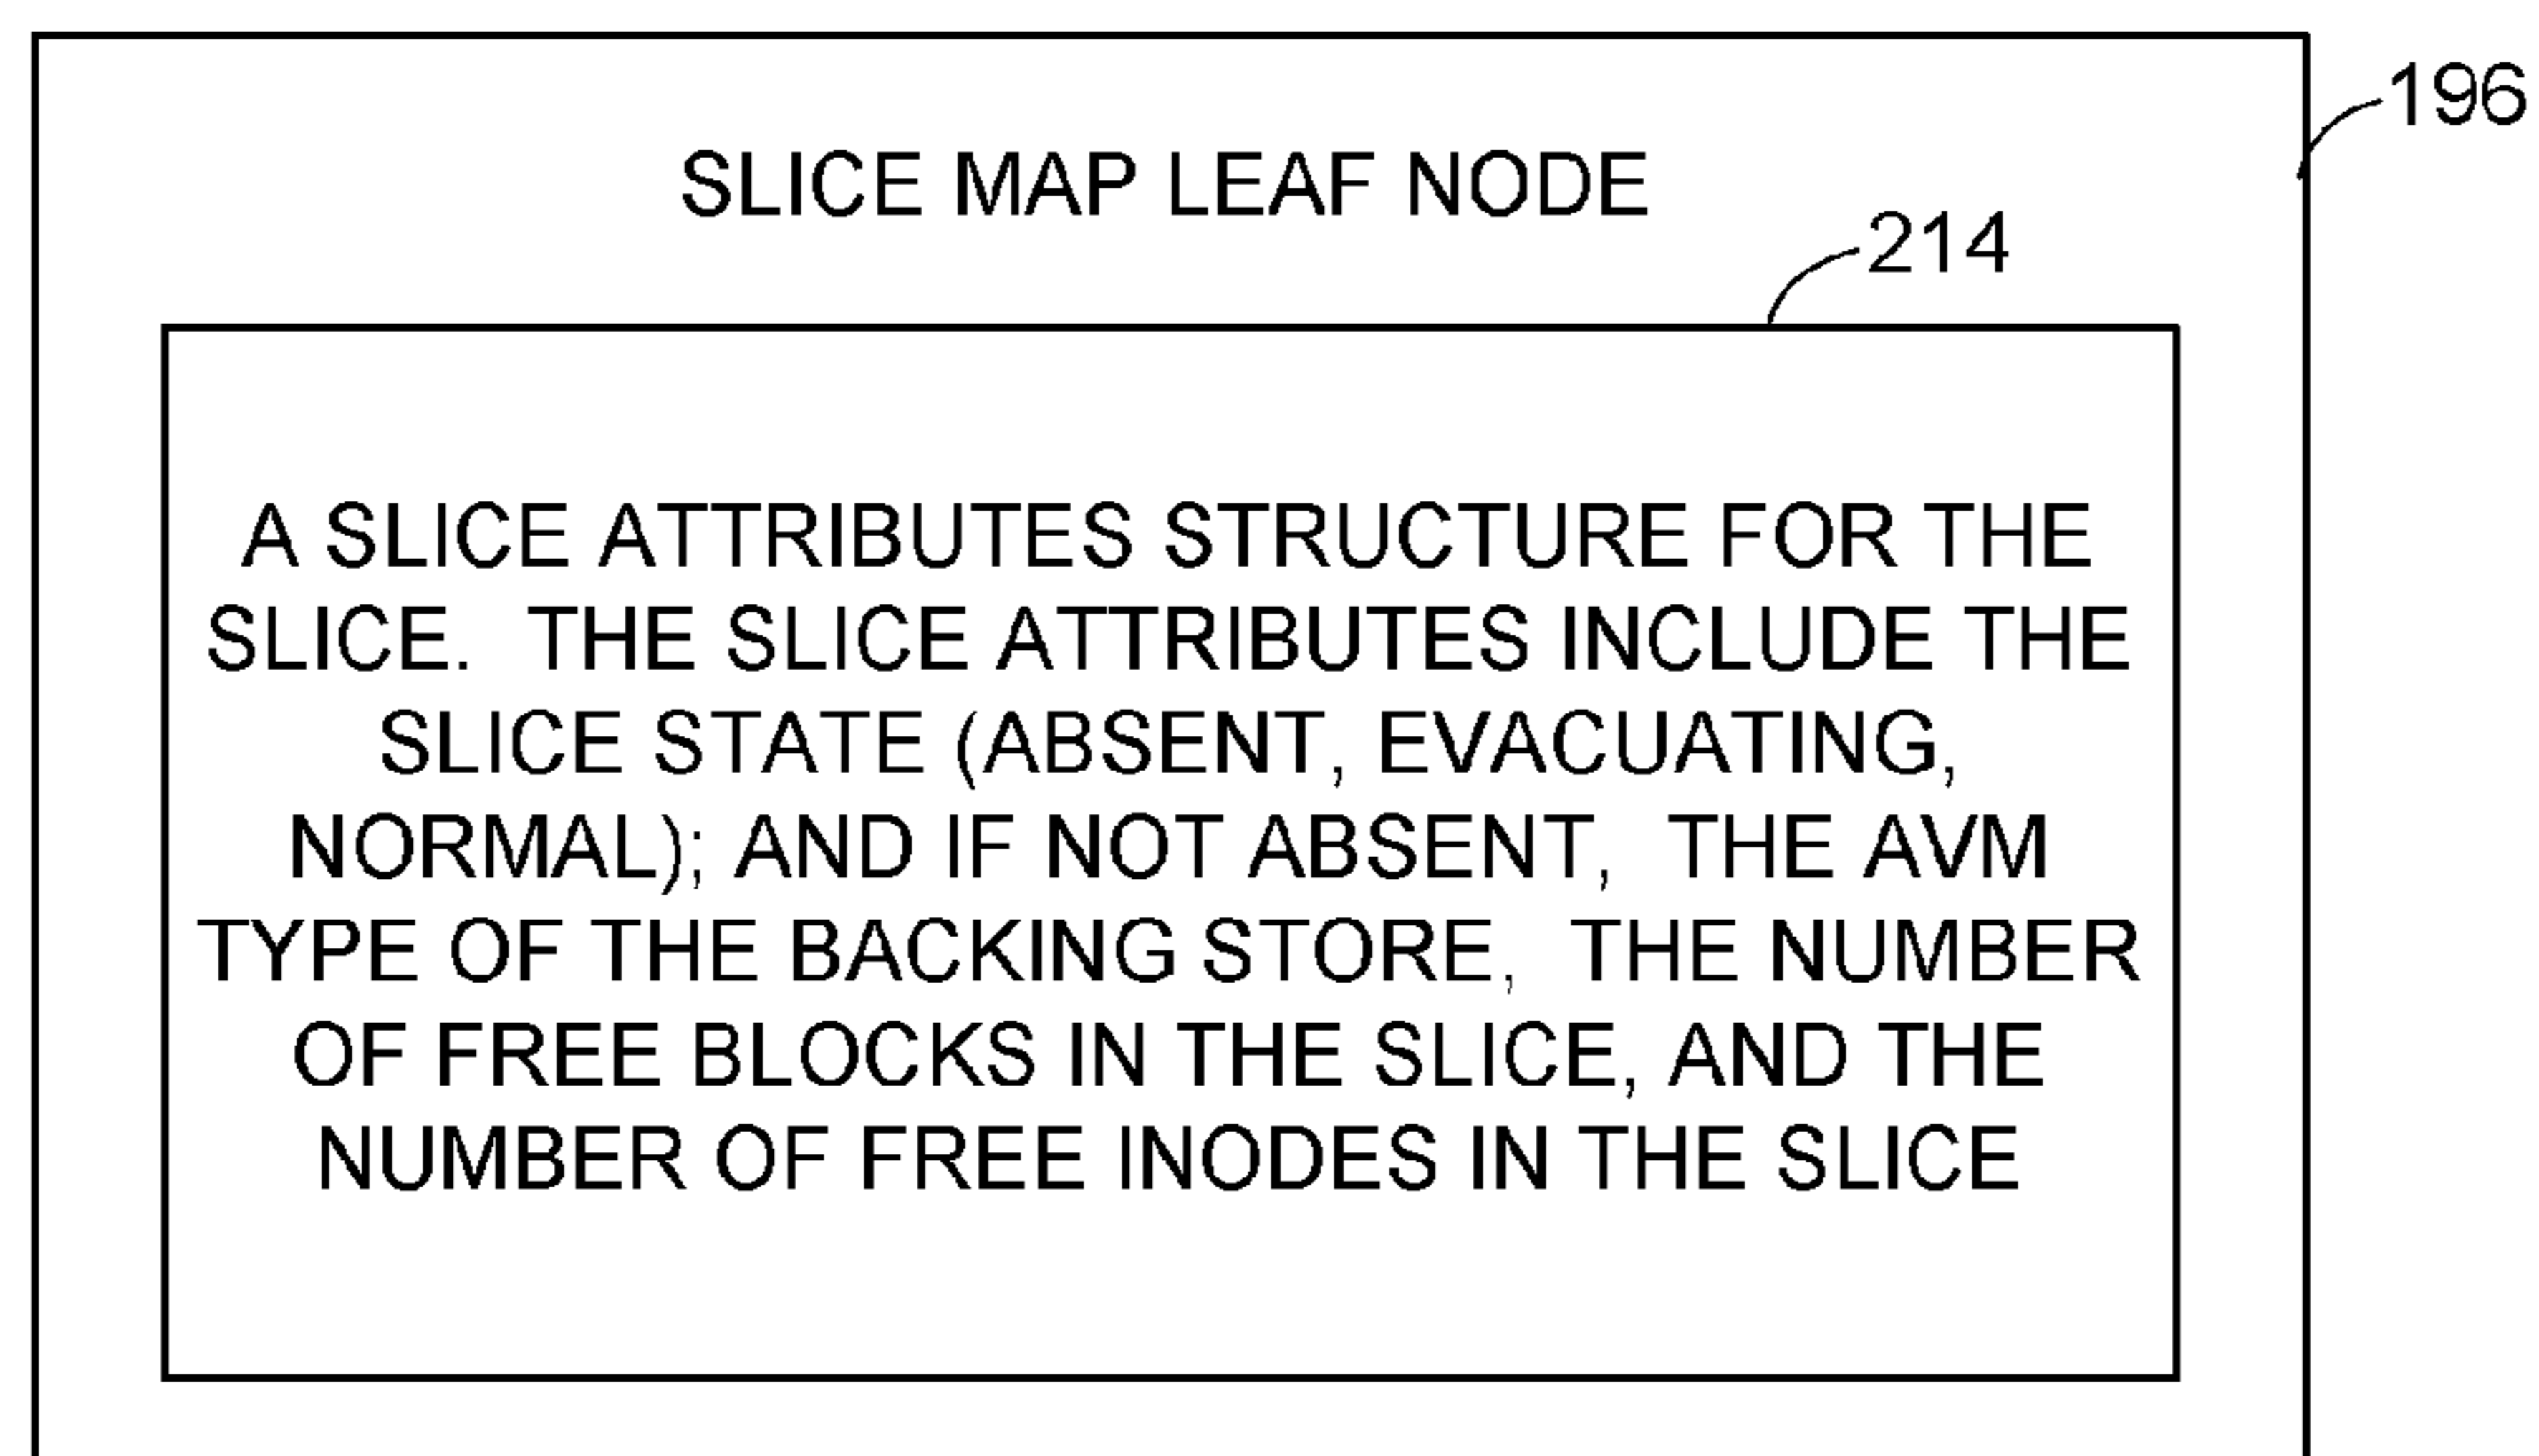 196
SLICE MAP LEAF NODE
214
A SLICE ATTRIBUTES STRUCTURE FOR THE
SLICE. THE SLICE ATTRIBUTES INCLUDE THE
SLICE STATE (ABSENT, EVACUATING,
NORMAL); AND IF NOT ABSENT, THE AVM
TYPE OF THE BACKING STORE, THE NUMBER
OF FREE BLOCKS IN THE SLICE, AND THE
NUMBER OF FREE INODES IN THE SLICE